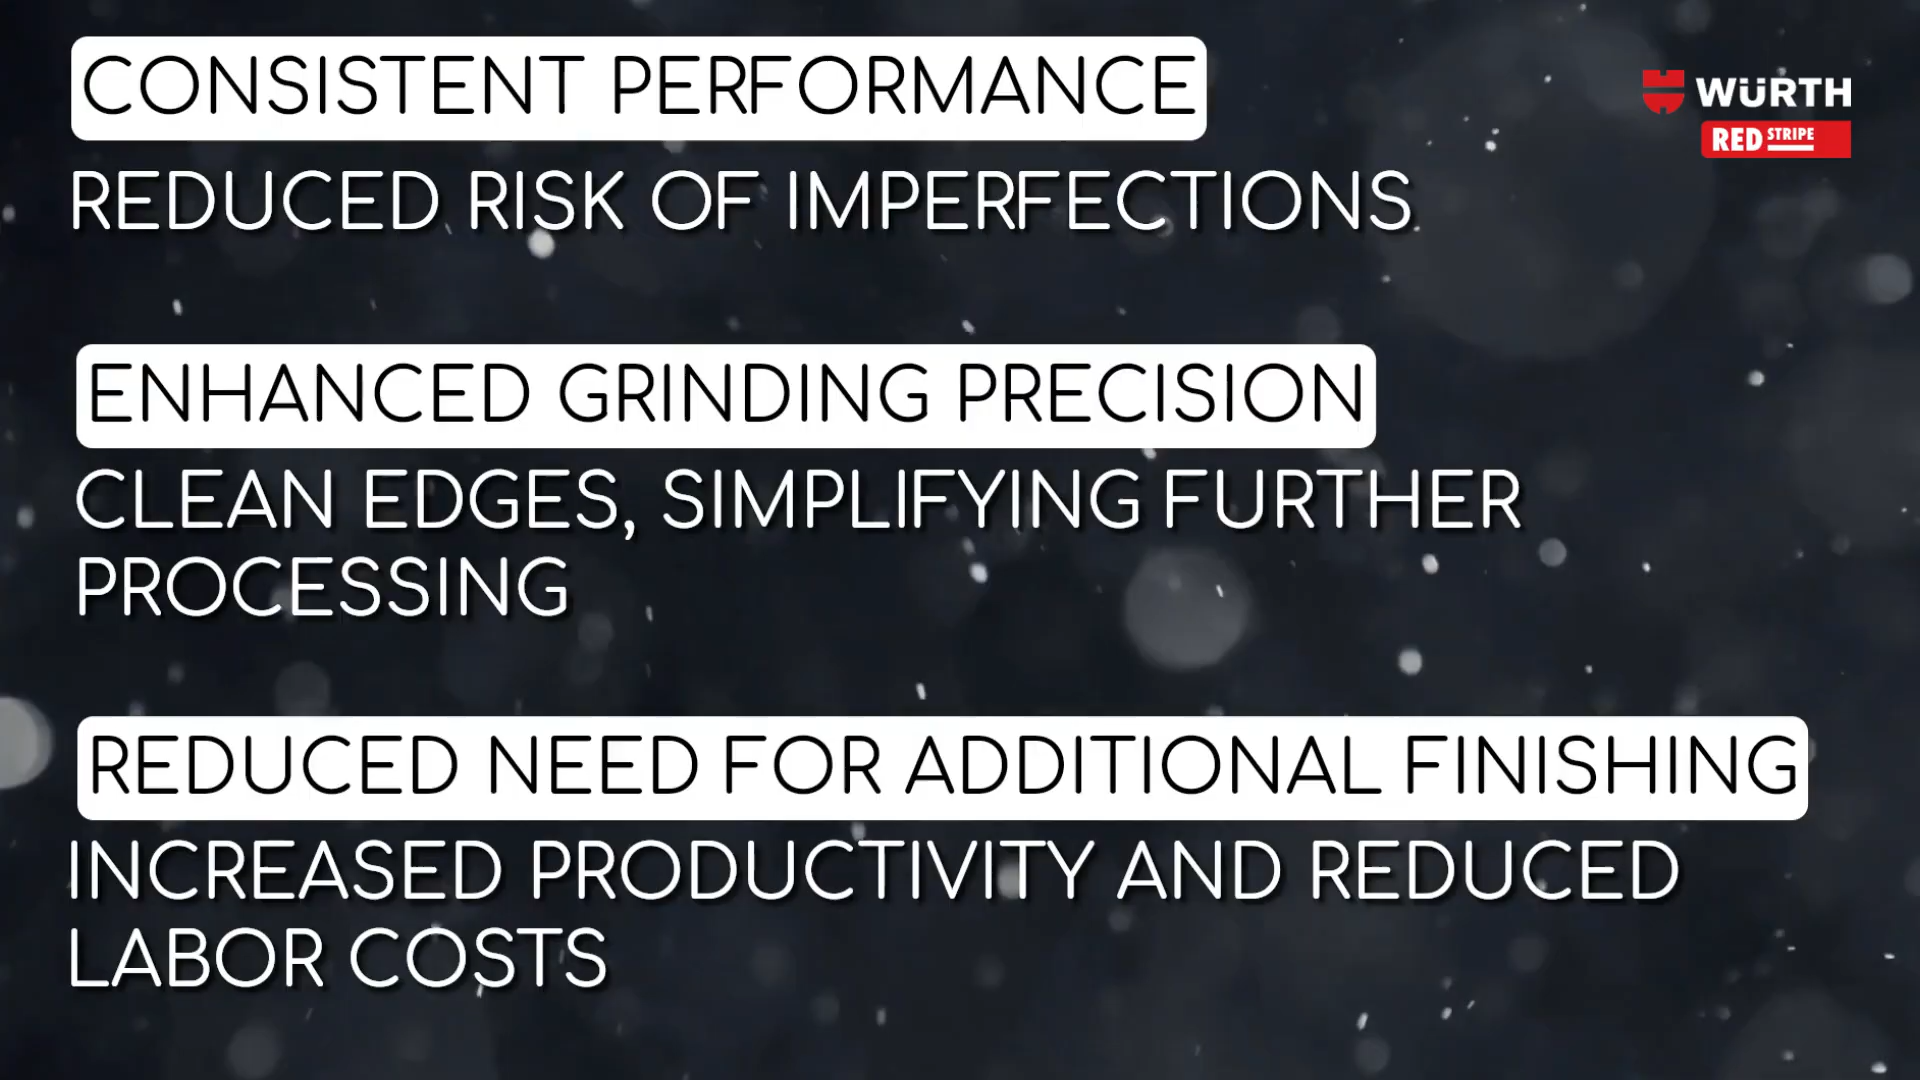 CONSISTENT PERFORMANCE
WÜRTH
RED STRIPE
REDUCED RISK OF IMPERFECTIONS
ENHANCED GRINDING PRECISION
CLEAN EDGES, SIMPLIFYING FURTHER
PROCESSING
REDUCED NEED FOR ADDITIONAL FINISHING
INCREASED PRODUCTIVITY AND REDUCED
LABOR COSTS